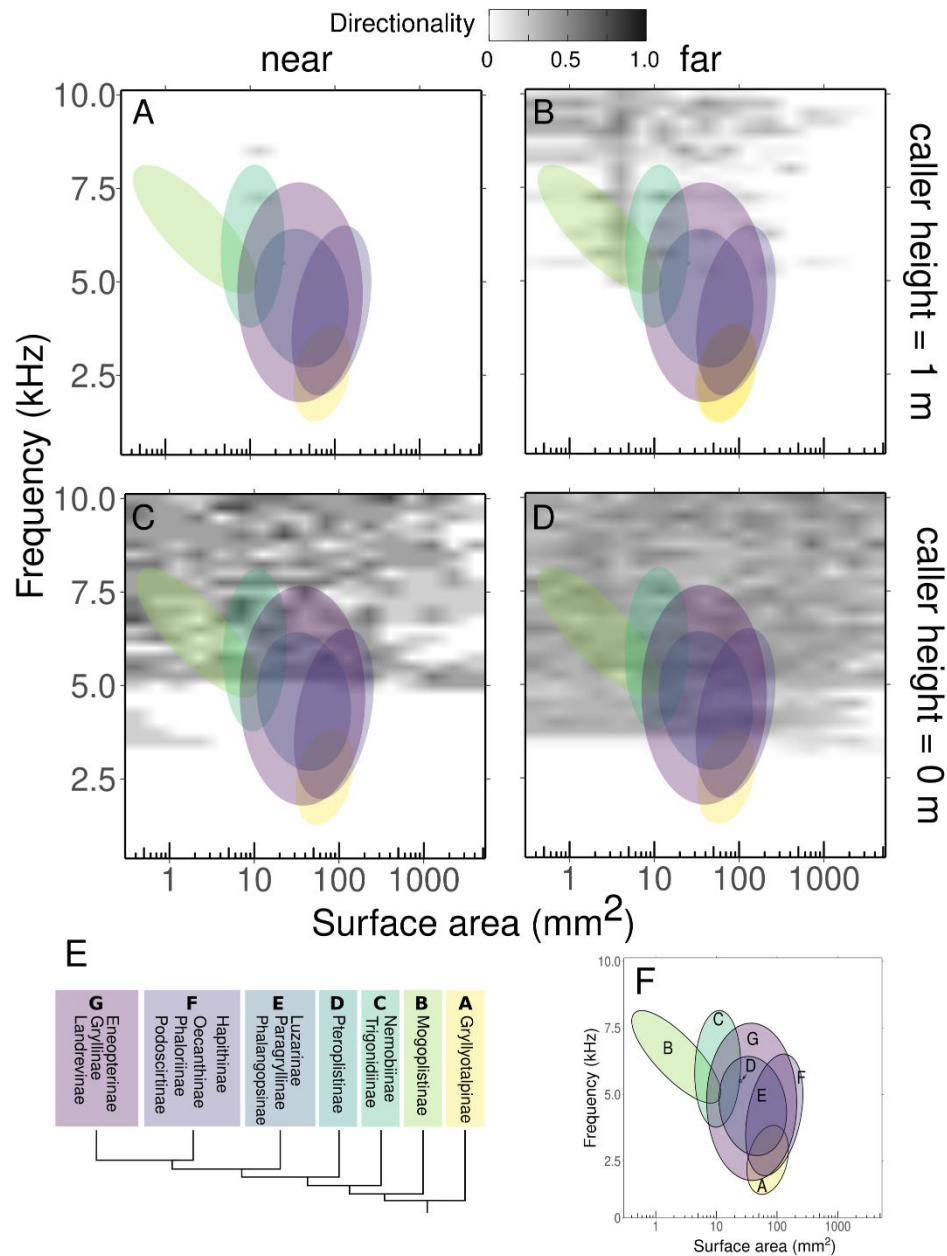 Directionality
0 0.5 1.0
near far
A B
10.0
7.5
5.0
2.5
caller height = 1 m
C D
10.0
7.5
5.0
2.5
caller height = 0 m
Frequency (kHz)
1 10 100 1000 1 10 100 1000
Surface area (mm²)
E
G
Eneopterinae
Gryllinae
Landrevinae
F
Hapithinae
Oecanthinae
Phaloriinae
Podoscirtinae
E
Luzarinae
Paragryllinae
Phalangopsinae
D
Pteroplistinae
C
Nemobiinae
Trigonidiinae
B
Mogoplistinae
A
Gryllyotalpinae
F
10.0
7.5
5.0
2.5
0
Frequency (kHz)
B
C
G
D
F
E
A
1 10 100 1000
Surface area (mm²)